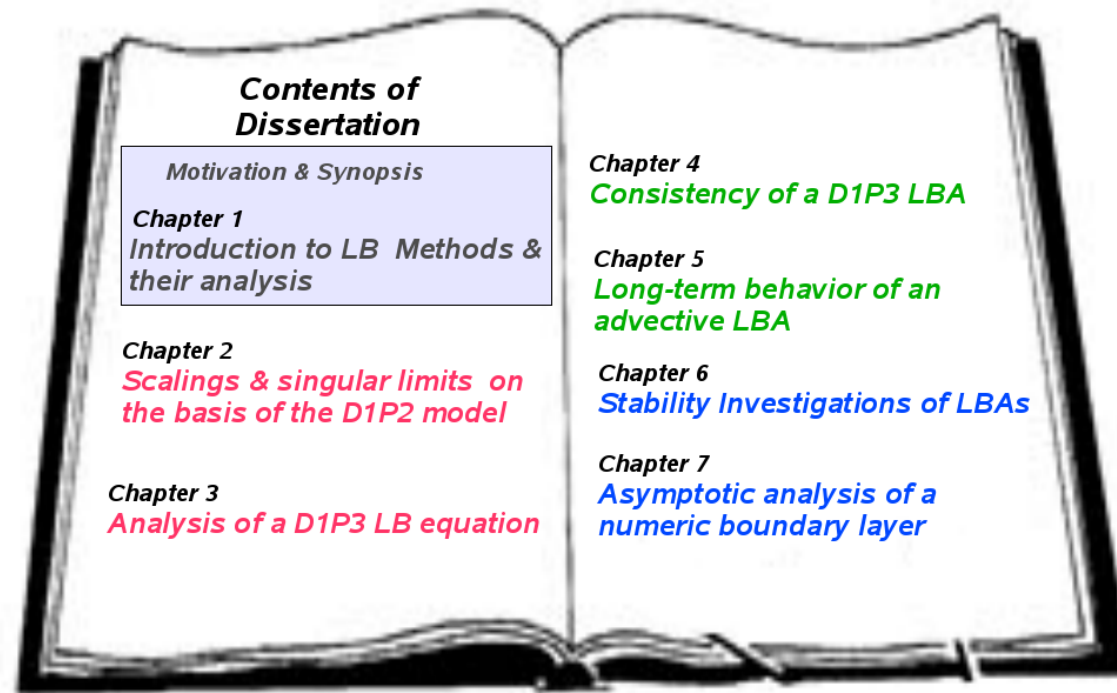 Contents of
Dissertation
Motivation & Synopsis
Chapter 1
Introduction to LB Methods &
their analysis
Chapter 2
Scalings & singular limits on
the basis of the D1P2 model
Chapter 3
Analysis of a D1P3 LB equation
Chapter 4
Consistency of a D1P3 LBA
Chapter 5
Long-term behavior of an
advective LBA
Chapter 6
Stability Investigations of LBAs
Chapter 7
Asymptotic analysis of a
numeric boundary layer